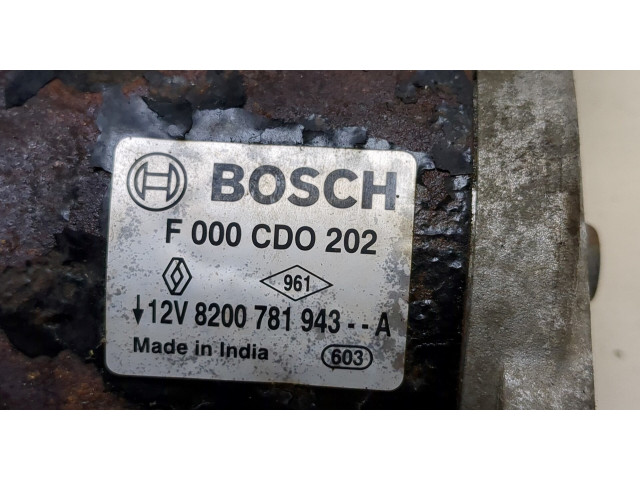 BOSCH
F 000 CDO 202
961
12V 8200 781 943 - - A
Made in India 603